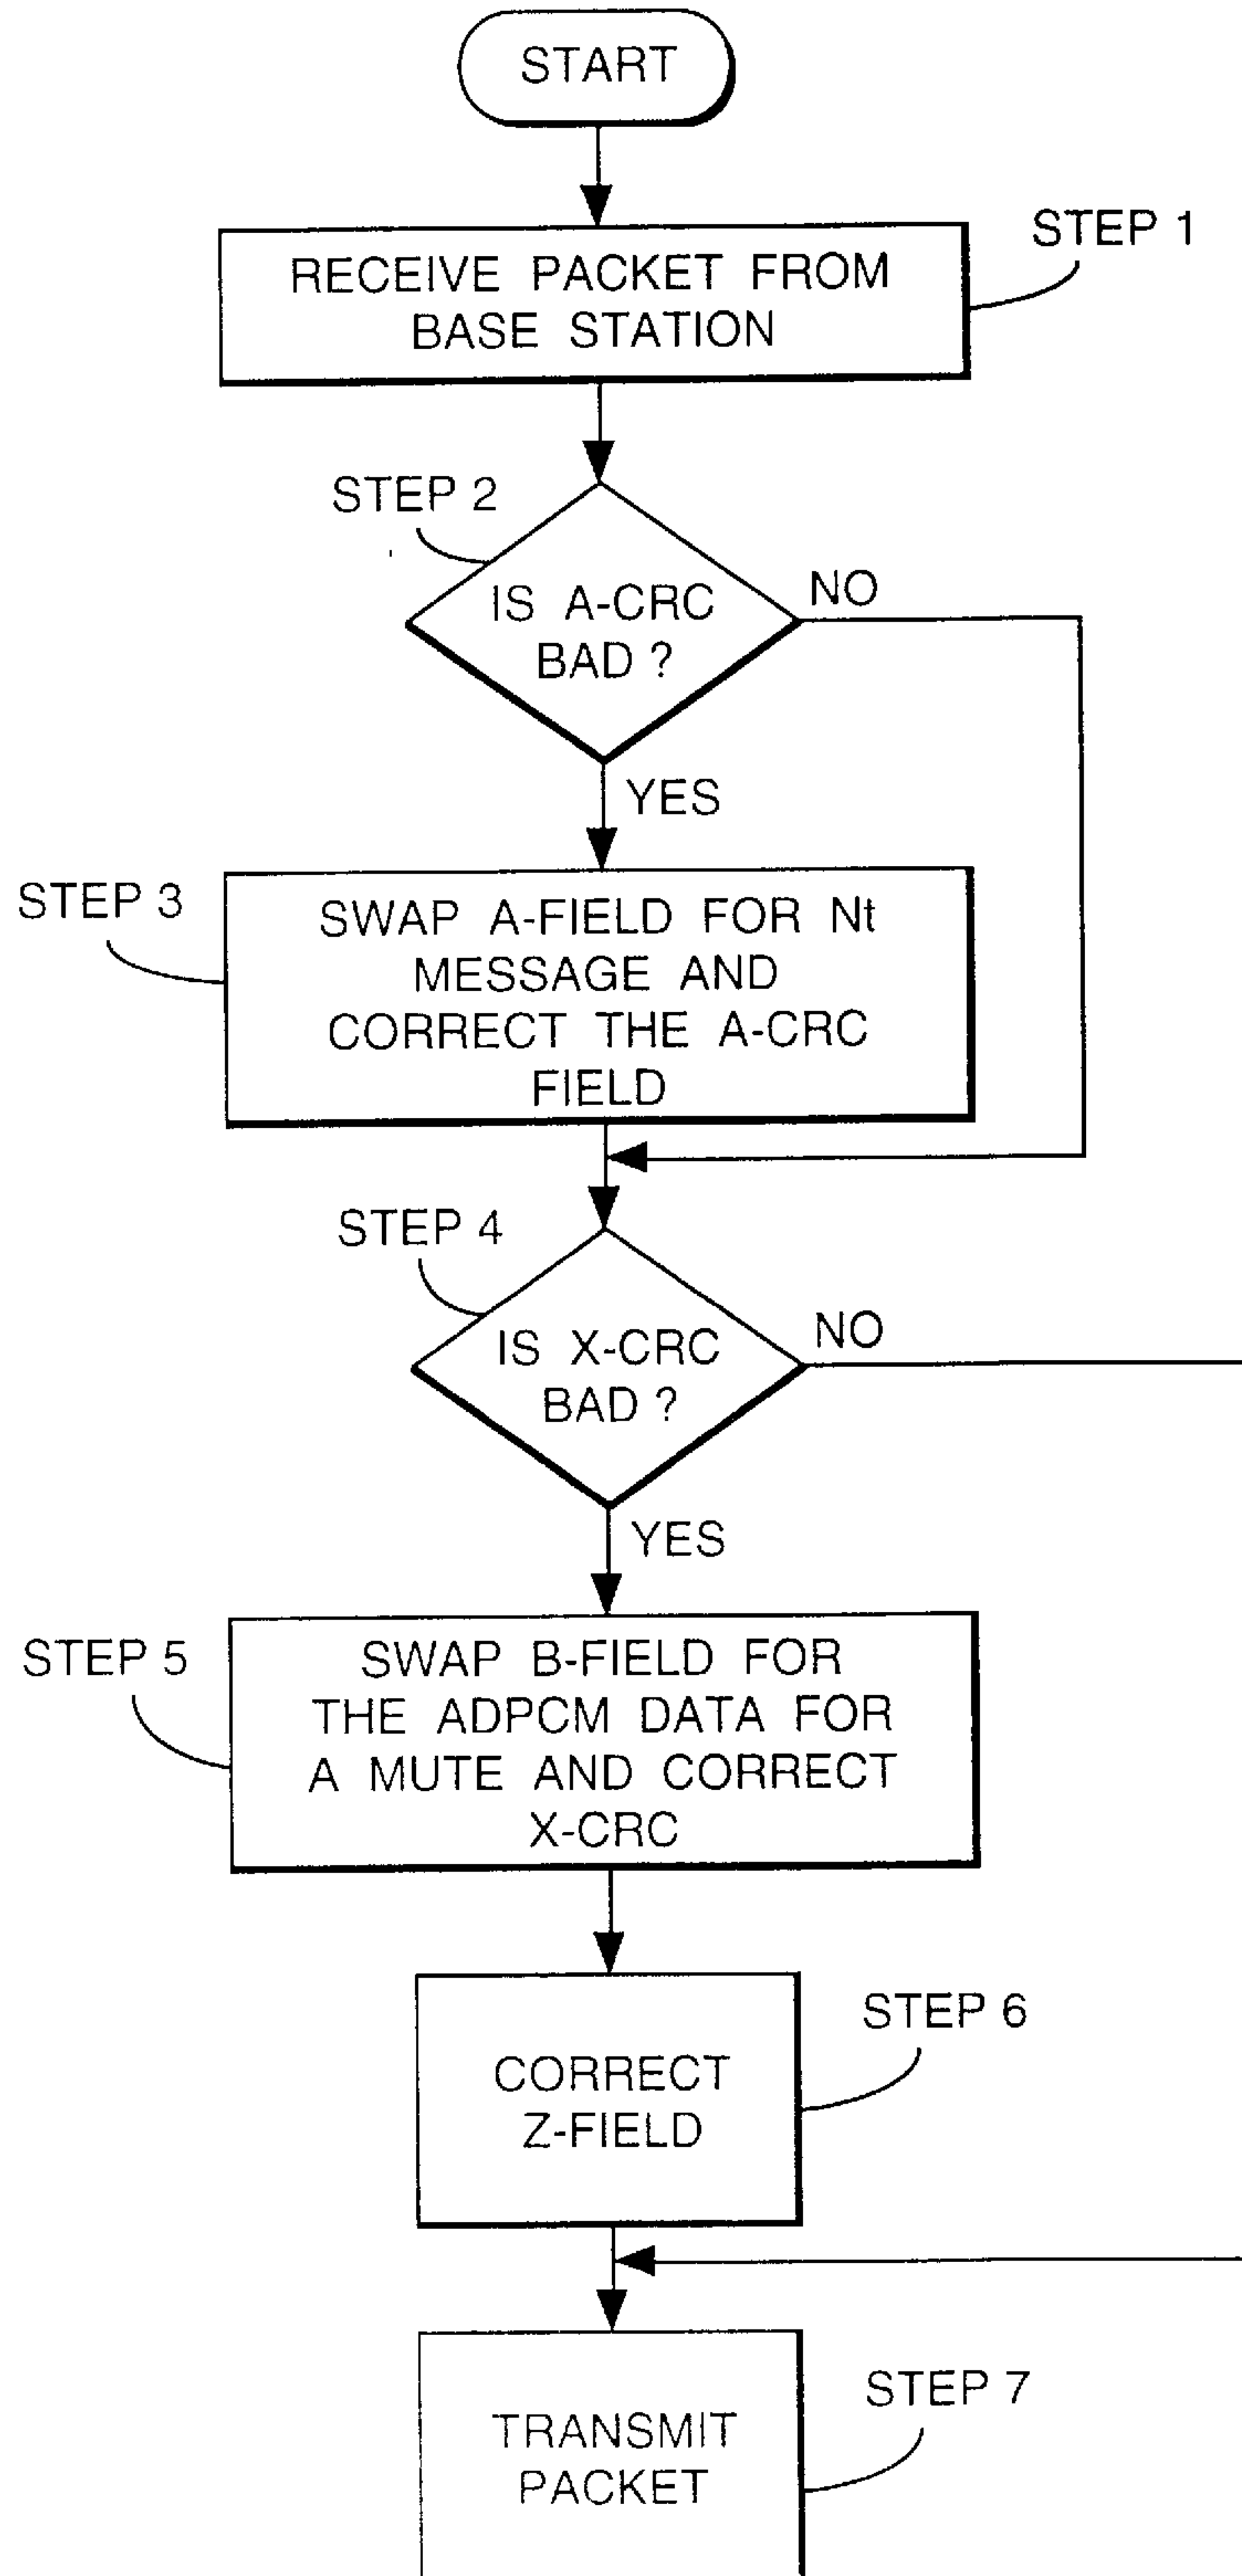 START
STEP 1
RECEIVE PACKET FROM
BASE STATION
STEP 2
IS A-CRC
BAD ?
NO
YES
STEP 3
SWAP A-FIELD FOR Nt
MESSAGE AND
CORRECT THE A-CRC
FIELD
STEP 4
IS X-CRC
BAD ?
NO
YES
STEP 5
SWAP B-FIELD FOR
THE ADPCM DATA FOR
A MUTE AND CORRECT
X-CRC
STEP 6
CORRECT
Z-FIELD
STEP 7
TRANSMIT
PACKET